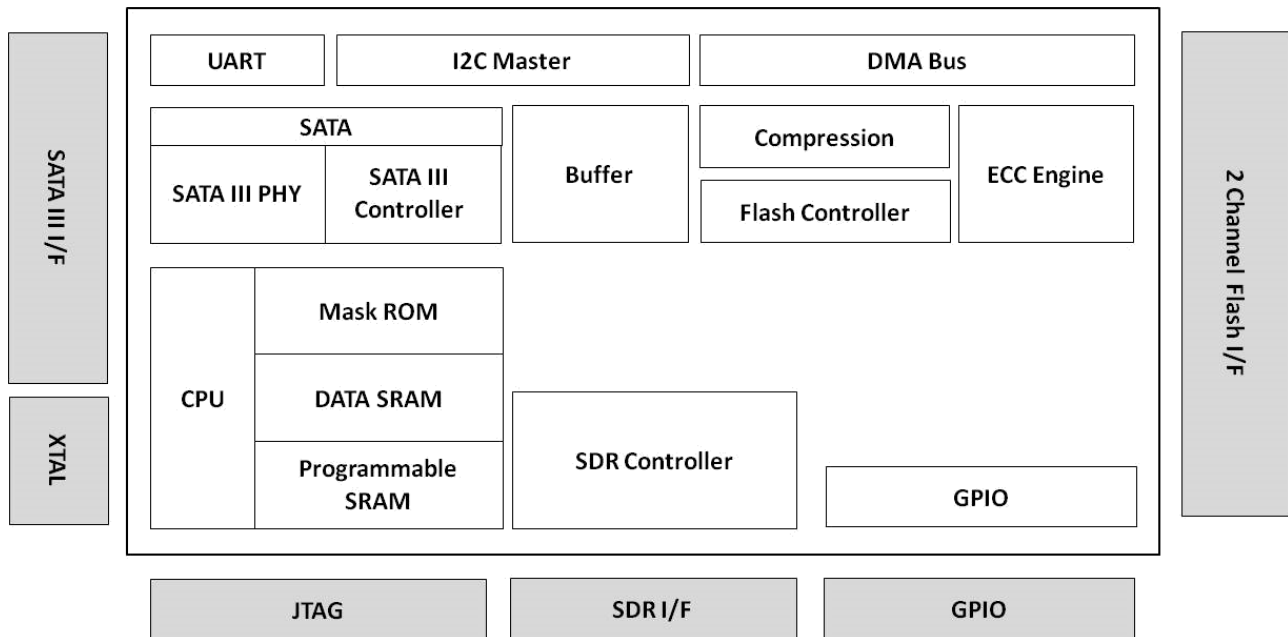 UART
I2C Master
DMA Bus
SATA
SATA III PHY
SATA III
Controller
Buffer
Compression
Flash Controller
ECC Engine
SATA III I/F
2 Channel Flash I/F
CPU
Mask ROM
DATA SRAM
Programmable
SRAM
SDR Controller
GPIO
XTAL
JTAG
SDR I/F
GPIO